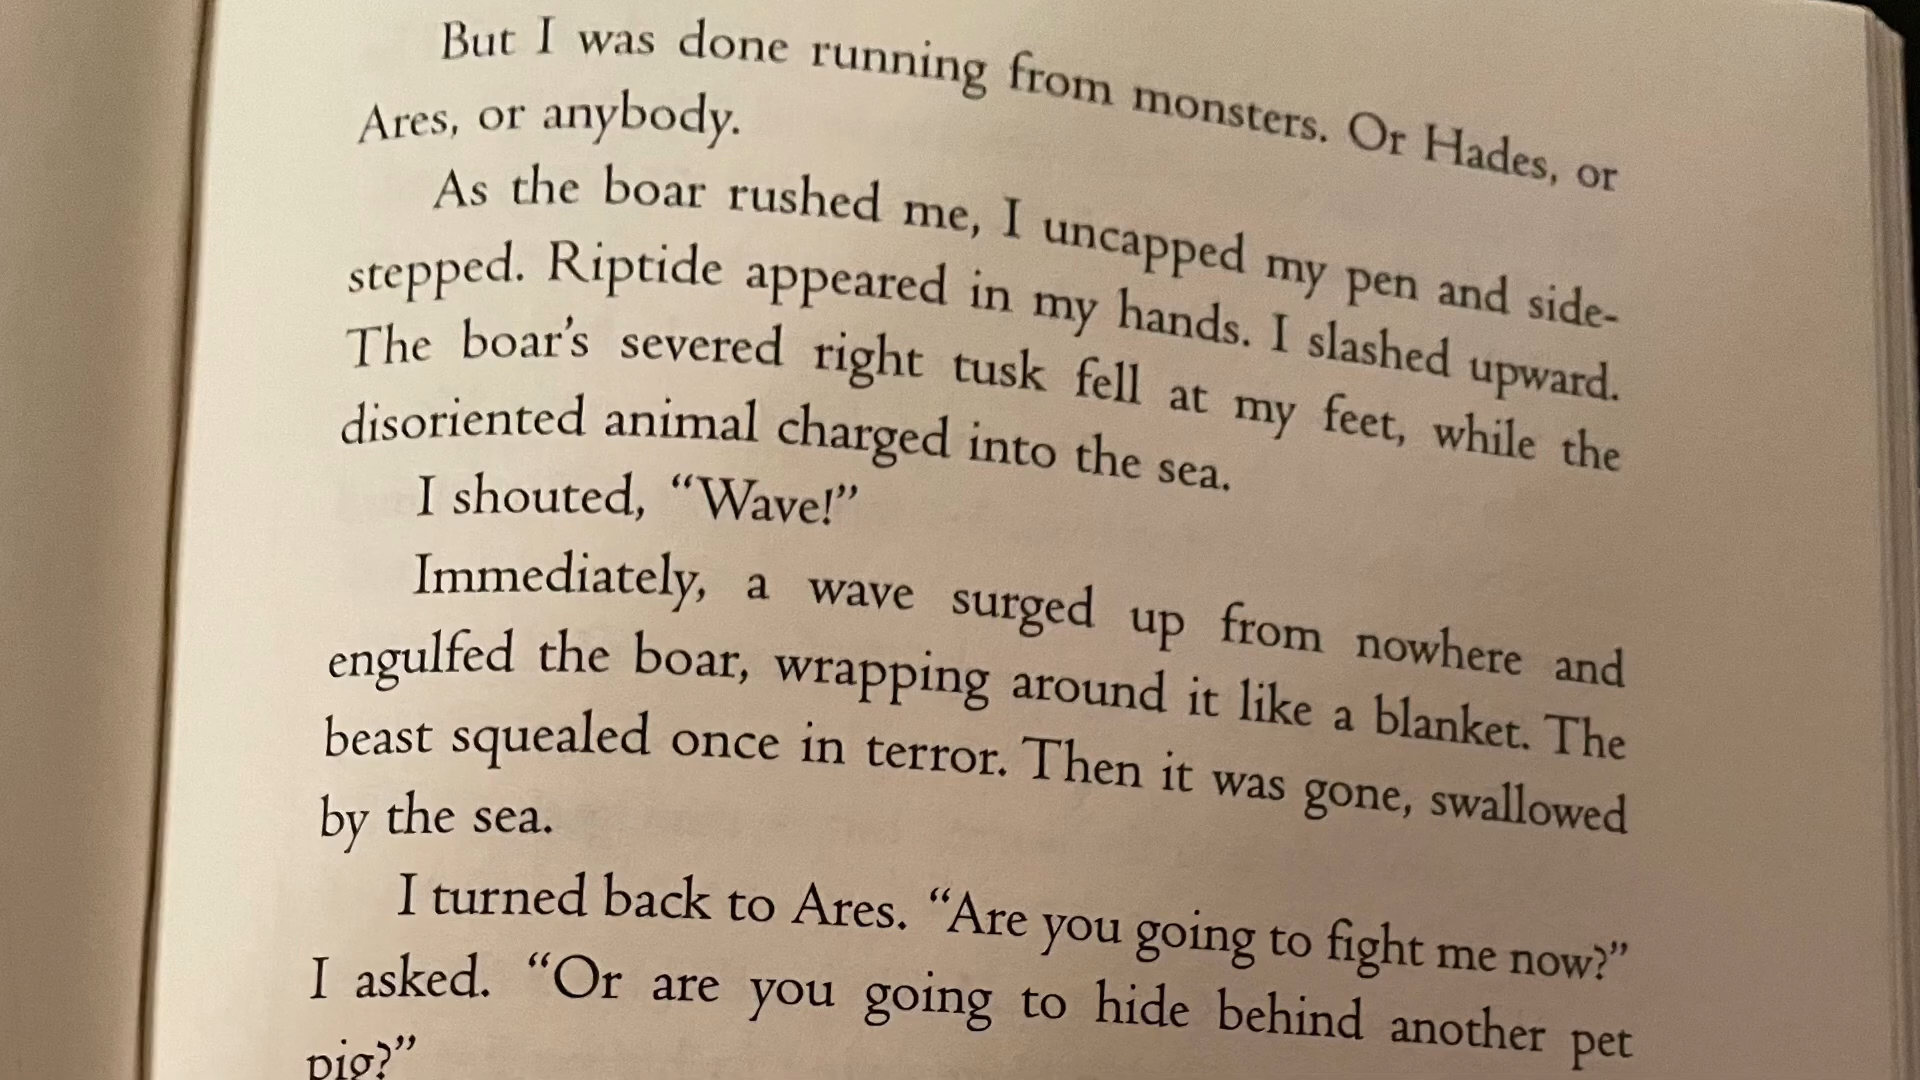 But I was done running from monsters. Or Hades, or
Ares, or anybody.
As the boar rushed me, I uncapped my pen and side-
stepped. Riptide appeared in my hands. I slashed upward.
The boar's severed right tusk fell at my feet, while the
disoriented animal charged into the sea.
I shouted, “Wave!”
Immediately, a wave surged up from nowhere and
engulfed the boar, wrapping around it like a blanket. The
beast squealed once in terror. Then it was gone, swallowed
by the sea.
I turned back to Ares. “Are you going to fight me now?”
I asked. “Or are you going to hide behind another pet
pig?”